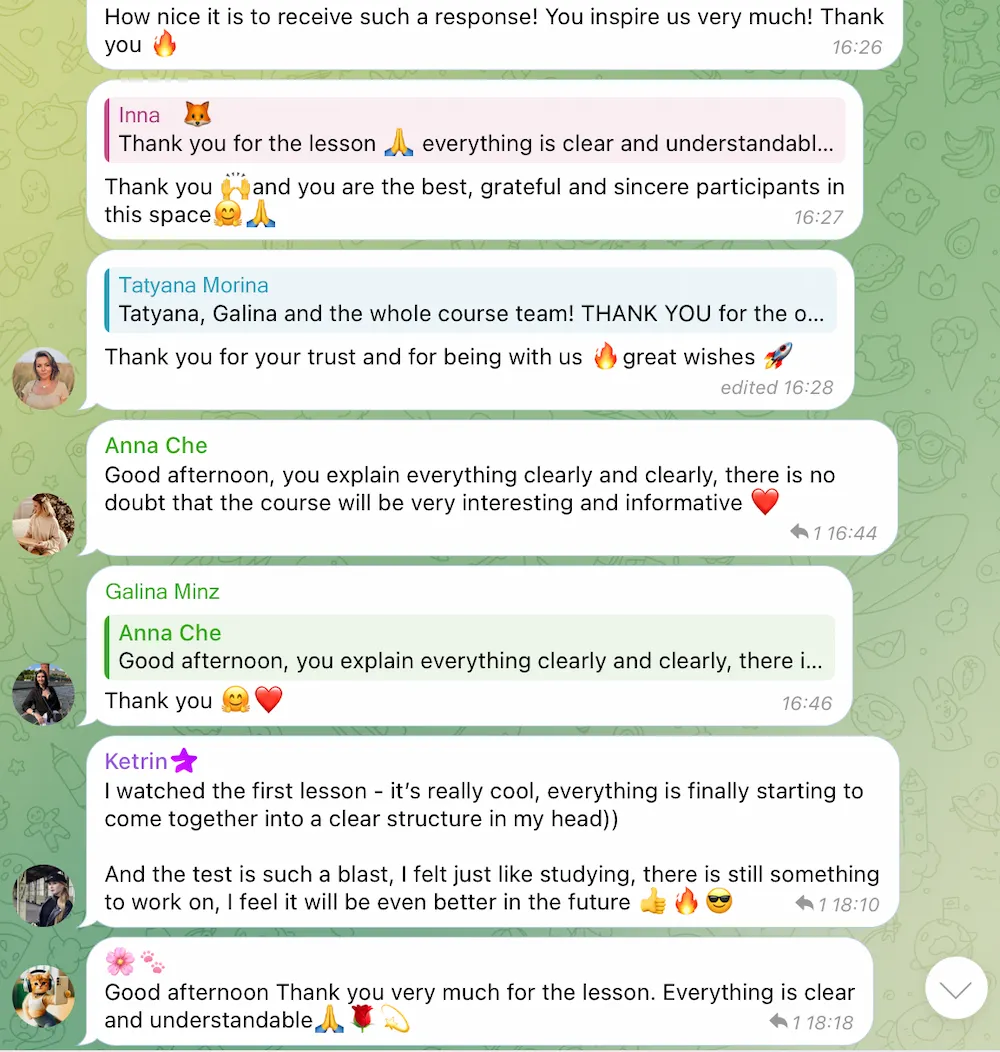 How nice it is to receive such a response! You inspire us very much! Thank
you 🔥
16:26
Inna 🦊
Thank you for the lesson 🙏 everything is clear and understandabl...
Thank you 🙌and you are the best, grateful and sincere participants in
this space🤗🙏
16:27
Tatyana Morina
Tatyana, Galina and the whole course team! THANK YOU for the o...
Thank you for your trust and for being with us 🔥great wishes 🚀
edited 16:28
Anna Che
Good afternoon, you explain everything clearly and clearly, there is no
doubt that the course will be very interesting and informative ❤️
1 16:44
Galina Minz
Anna Che
Good afternoon, you explain everything clearly and clearly, there i...
Thank you 🤗❤️
16:46
Ketrin
I watched the first lesson - it's really cool, everything is finally starting to
come together into a clear structure in my head))
And the test is such a blast, I felt just like studying, there is still something
to work on, I feel it will be even better in the future 👍🔥😎
1 18:10
🌸🐾
Good afternoon Thank you very much for the lesson. Everything is clear
and understandable🙏🌹💫
1 18:18